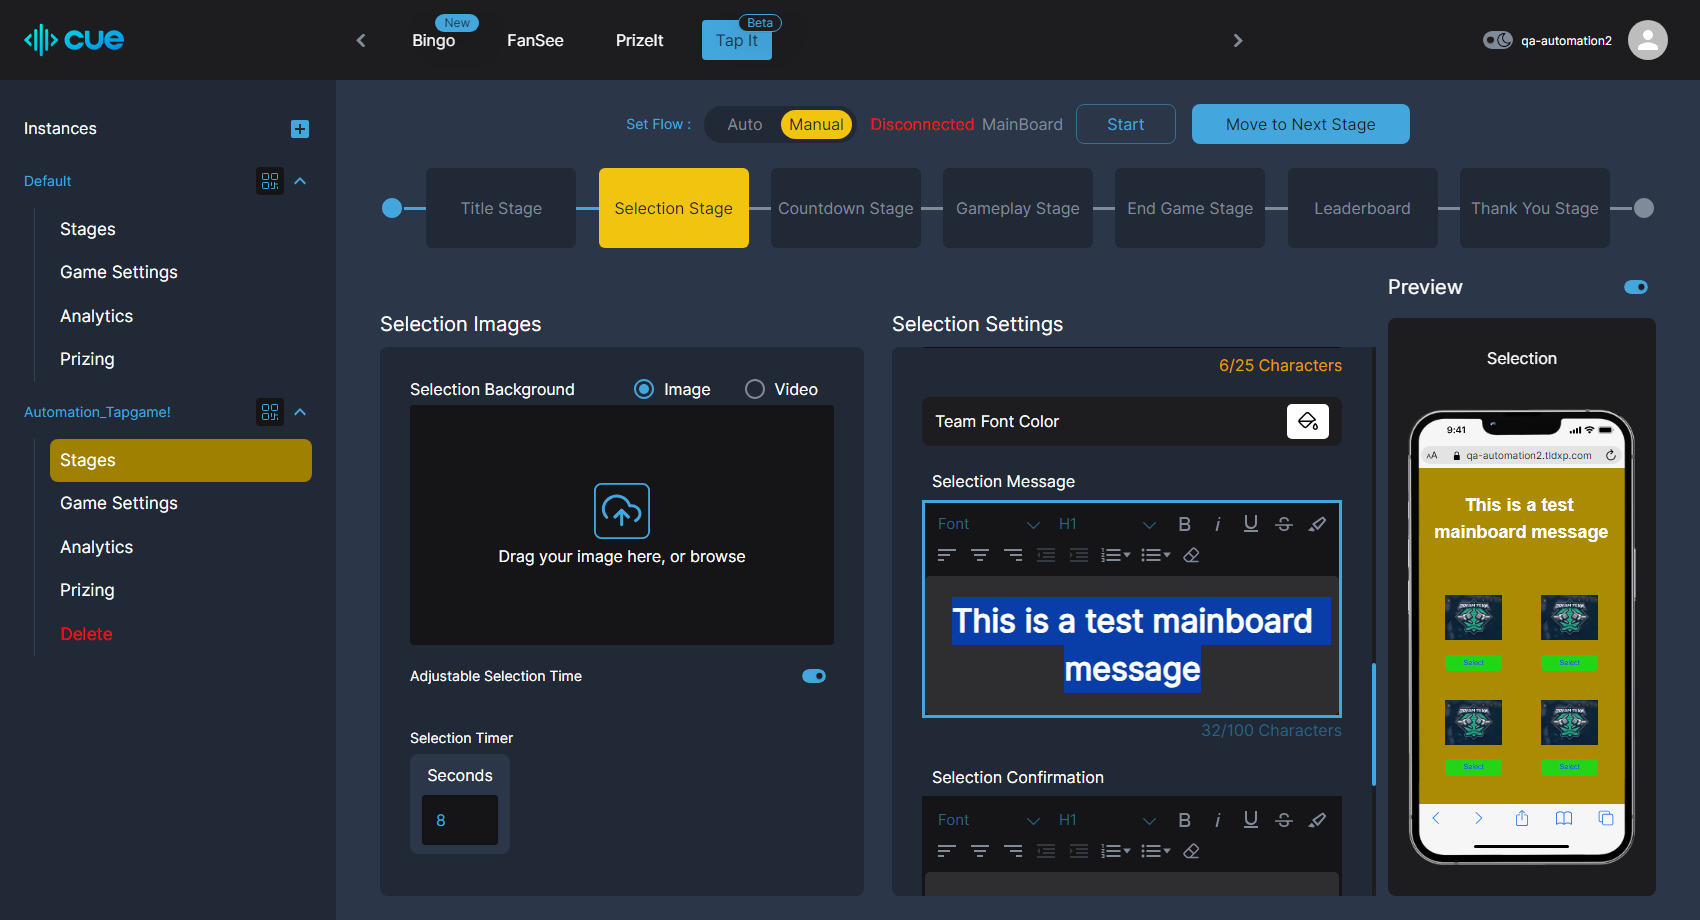 cue
New
Bingo
FanSee
PrizeIt
Beta
Tap It
qa-automation2
Instances
Default
Stages
Game Settings
Analytics
Prizing
Automation_Tapgame!
Stages
Game Settings
Analytics
Prizing
Delete
Set Flow :
Auto
Manual
Disconnected MainBoard
Start
Move to Next Stage
Title Stage
Selection Stage
Countdown Stage
Gameplay Stage
End Game Stage
Leaderboard
Thank You Stage
Selection Images
Selection Background
Image
Video
Drag your image here, or browse
Adjustable Selection Time
Selection Timer
Seconds
8
Selection Settings
6/25 Characters
Team Font Color
Selection Message
Font
H1
B i U S
This is a test mainboard
message
32/100 Characters
Selection Confirmation
Font
H1
B i U S
Preview
Selection
9:41
AA qa-automation2.tldxp.com
This is a test
mainboard message
Select
Select
Select
Select